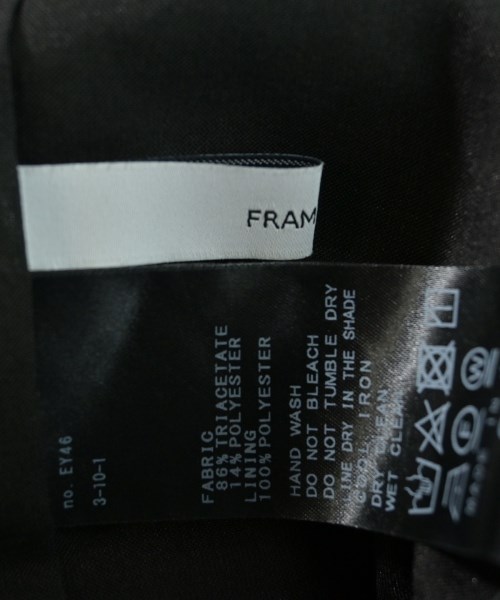 FRAM
no. EY46
3-10-1
FABRIC
86% TRIACETATE
14% POLYESTER
LINING
100% POLYESTER
HAND WASH
DO NOT BLEACH
DO NOT TUMBLE DRY
LINE DRY IN THE SHADE
COOL IRON
DRY CLEAN
WET CLEAN